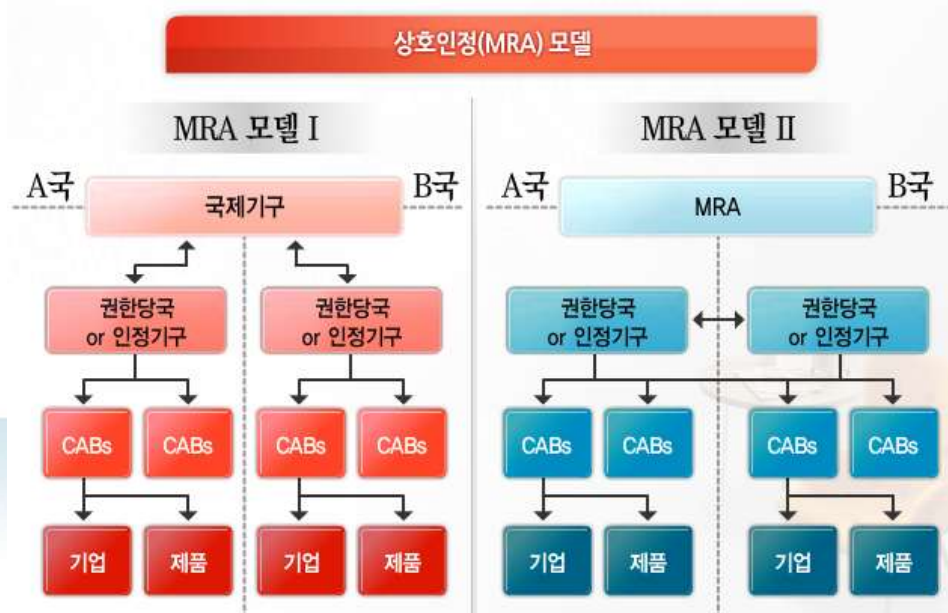 상호인정(MRA) 모델
MRA 모델 I
A국
국제기구
B국
권한당국
or 인정기구
권한당국
or 인정기구
CABs
CABs
CABs
CABs
기업
제품
기업
제품
MRA 모델 II
A국
MRA
B국
권한당국
or 인정기구
권한당국
or 인정기구
CABs
CABs
CABs
CABs
기업
제품
기업
제품